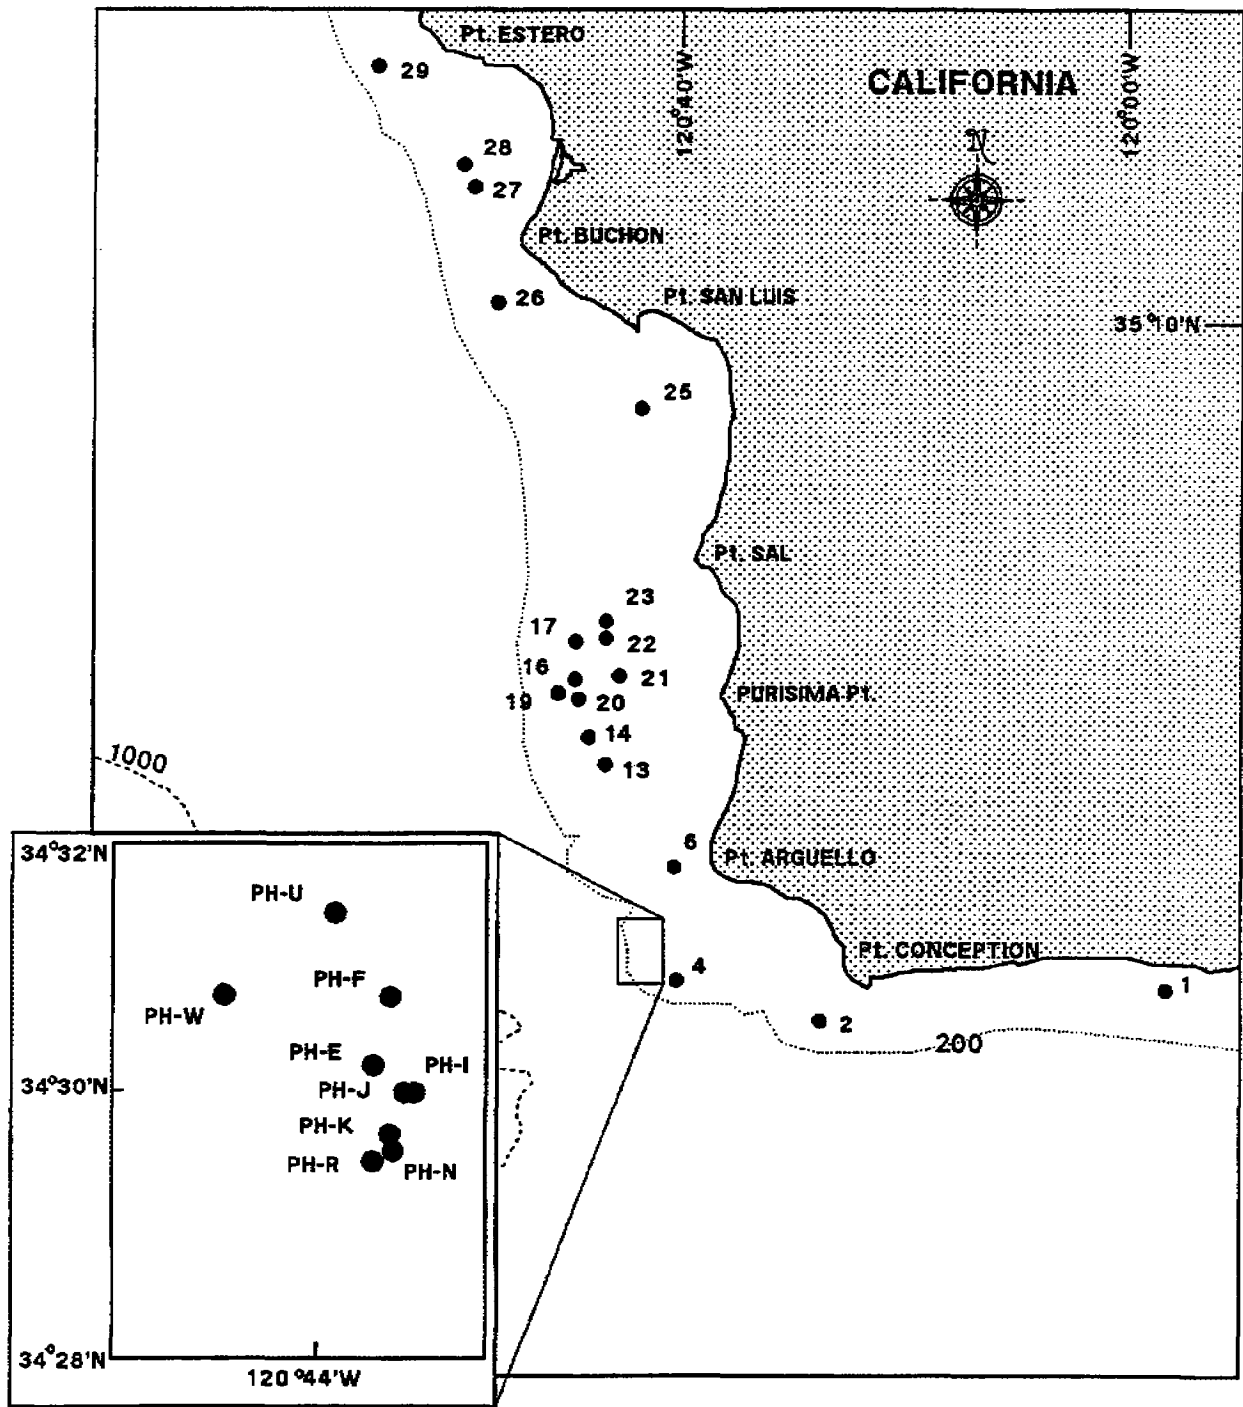 Pt. ESTERO
29
120°40'W
CALIFORNIA
120°00'W
N
28
27
Pt. BUCHON
26
Pt. SAN LUIS
35°10'N
25
Pt. SAL
23
17
22
16
21
19
20
PURISIMA Pt.
14
1000
13
6
Pt. ARGUELLO
Pt. CONCEPTION
4
1
2
200
34°32'N
PH-U
PH-F
PH-W
PH-E
PH-I
34°30'N
PH-J
PH-K
PH-R
PH-N
34°28'N
120°44'W